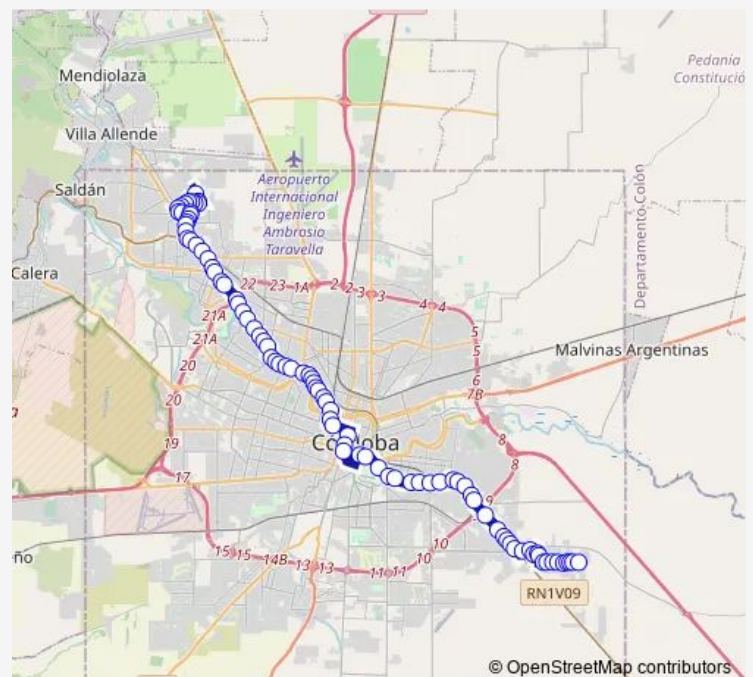 Mendiolaza
Pedanía
Constitució
Villa Allende
Saldán
Aeropuerto
Internacional
Ingeniero
Ambrosio
Taravella
Departamento Colón
Calera
22 23 1A 2 2 3 3 4 4
21A
21A
5
5
20
Malvinas Argentinas
6
7B
20
a
19
Córdoba
8
8
17
9
ño
15 15 14B 13 13 11 11 10 10
RN1V09
© OpenStreetMap contributors